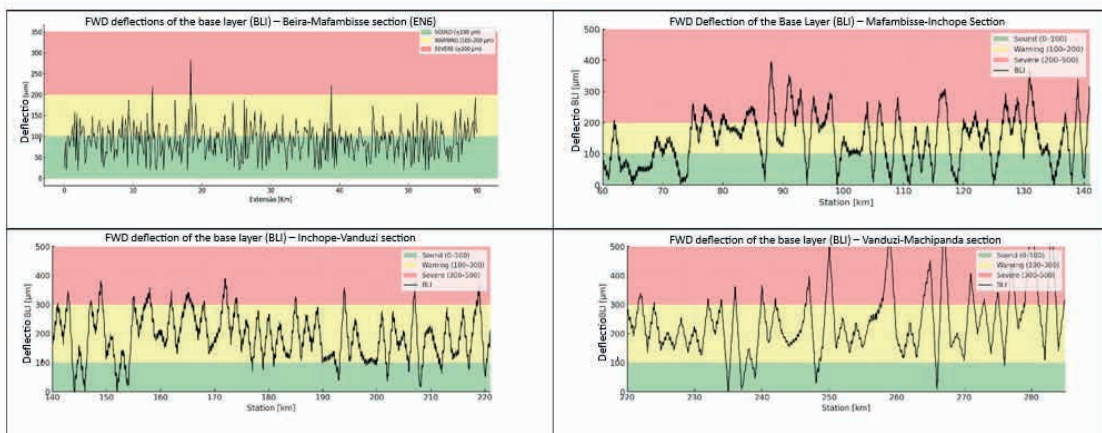 FWD deflections of the base layer (BLI) – Beira-Mafambisse section (EN6)
Deflectio [µm]
350
300
250
200
150
100
50
0
SOUND (≤100 µm)
WARNING (100–200 µm)
SEVERE (≥200 µm)
0 10 20 30 40 50 60
Extensão [Km]
FWD Deflection of the Base Layer (BLI) – Mafambisse-Inchope Section
Deflectio BLI [µm]
500
400
300
200
100
0
Sound (0–100)
Warning (100–200)
Severe (200–500)
BLI
60 70 80 90 100 110 120 130 140
Station [km]
FWD deflection of the base layer (BLI) – Inchope-Vanduzi section
Deflectio BLI [µm]
500
400
300
200
100
0
Sound (0–100)
Warning (100–300)
Severe (300–500)
BLI
140 150 160 170 180 190 200 210 220
Station [km]
FWD deflection of the base layer (BLI) – Vanduzi-Machipanda section
Deflectio BLI [µm]
500
400
300
200
100
0
Sound (0–100)
Warning (100–300)
Severe (300–500)
BLI
220 230 240 250 260 270 280
Station [km]